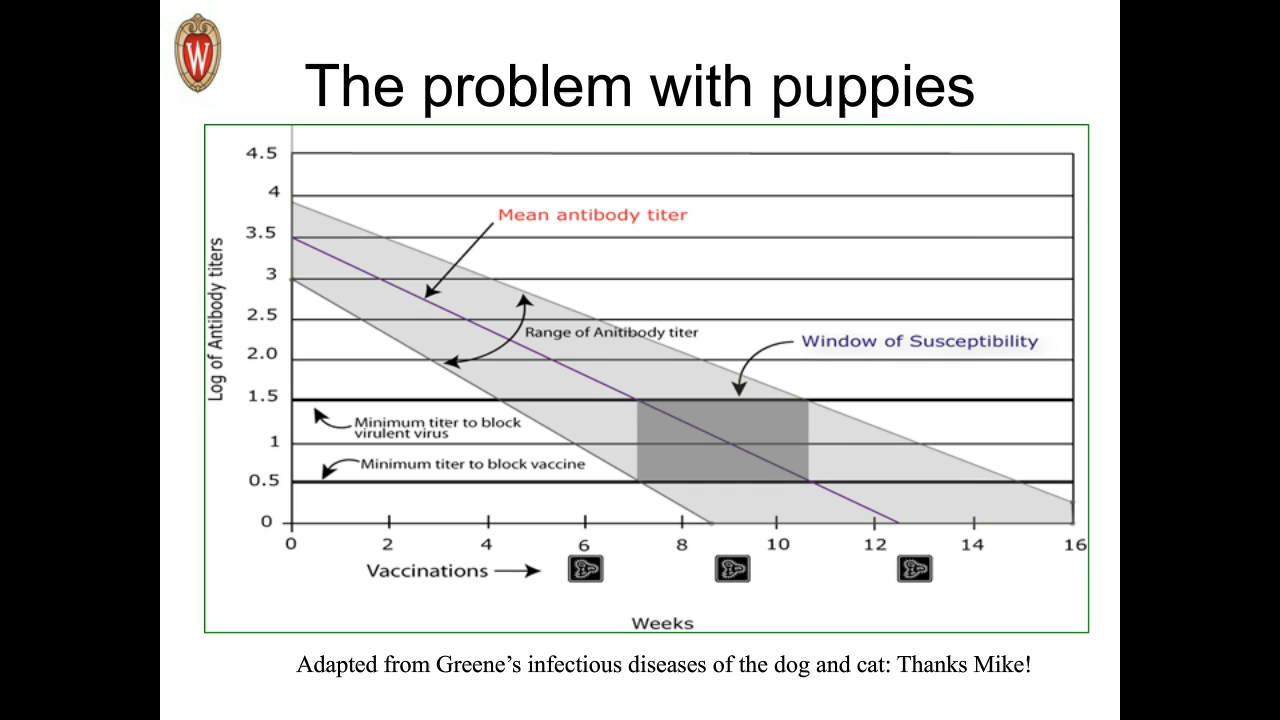 W
The problem with puppies
4.5
4
3.5
3
2.5
2.0
1.5
1
0.5
0
Log of Antibody titers
Mean antibody titer
Range of Anitibody titer
Window of Susceptibility
Minimum titer to block
virulent virus
Minimum titer to block vaccine
0 2 4 6 8 10 12 14 16
Vaccinations
Weeks
Adapted from Greene’s infectious diseases of the dog and cat: Thanks Mike!